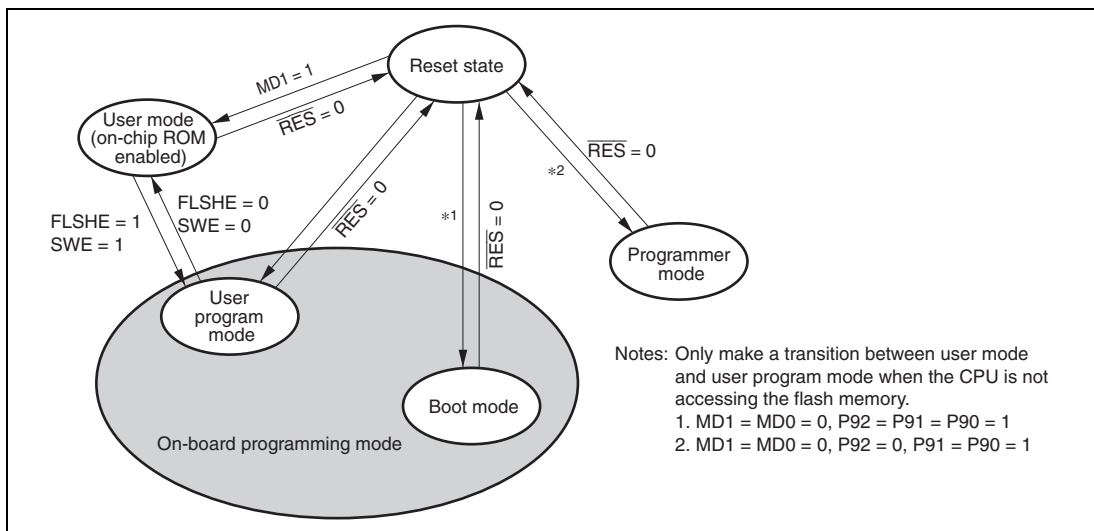 Reset state
MD1 = 1
RES = 0
User mode
(on-chip ROM
enabled)
FLSHE = 1
SWE = 1
FLSHE = 0
SWE = 0
RES = 0
*1
RES = 0
*2
RES = 0
Programmer
mode
User
program
mode
Boot mode
On-board programming mode
Notes: Only make a transition between user mode
and user program mode when the CPU is not
accessing the flash memory.
1. MD1 = MD0 = 0, P92 = P91 = P90 = 1
2. MD1 = MD0 = 0, P92 = 0, P91 = P90 = 1